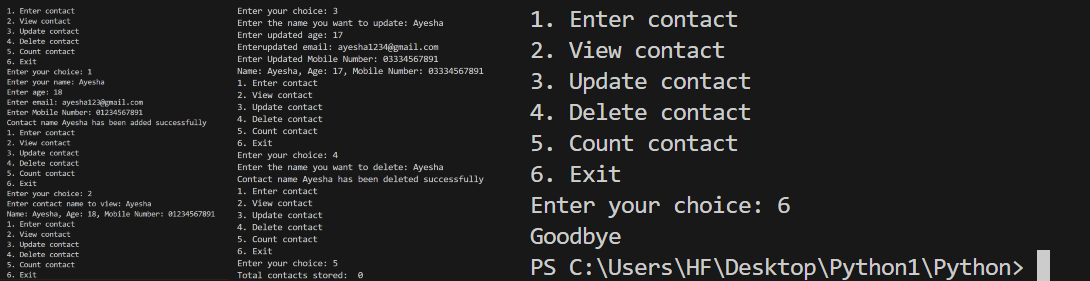 1. Enter contact
2. View contact
3. Update contact
4. Delete contact
5. Count contact
6. Exit
Enter your choice: 1
Enter your name: Ayesha
Enter age: 18
Enter email: ayesha123@gmail.com
Enter Mobile Number: 01234567891
Contact name Ayesha has been added successfully
1. Enter contact
2. View contact
3. Update contact
4. Delete contact
5. Count contact
6. Exit
Enter your choice: 2
Enter contact name to view: Ayesha
Name: Ayesha, Age: 18, Mobile Number: 01234567891
1. Enter contact
2. View contact
3. Update contact
4. Delete contact
5. Count contact
6. Exit
Enter your choice: 3
Enter the name you want to update: Ayesha
Enter updated age: 17
Enterupdated email: ayesha1234@gmail.com
Enter Updated Mobile Number: 03334567891
Name: Ayesha, Age: 17, Mobile Number: 03334567891
1. Enter contact
2. View contact
3. Update contact
4. Delete contact
5. Count contact
6. Exit
Enter your choice: 4
Enter the name you want to delete: Ayesha
Contact name Ayesha has been deleted successfully
1. Enter contact
2. View contact
3. Update contact
4. Delete contact
5. Count contact
6. Exit
Enter your choice: 5
Total contacts stored:  0
1. Enter contact
2. View contact
3. Update contact
4. Delete contact
5. Count contact
6. Exit
Enter your choice: 6
Goodbye
PS C:\Users\HF\Desktop\Python1\Python>